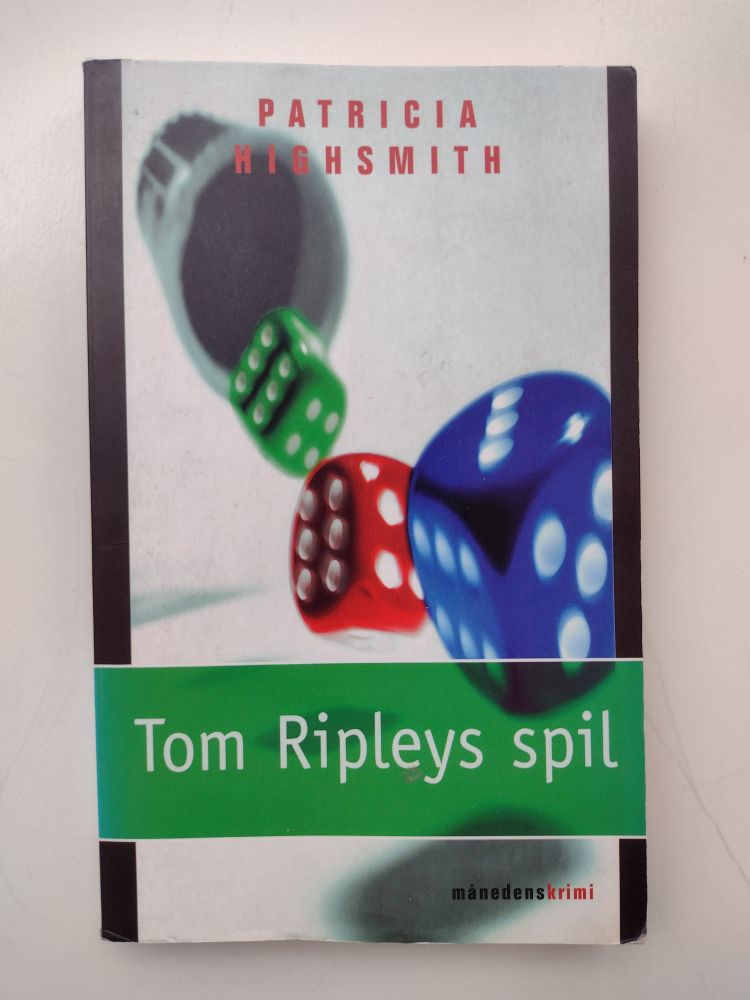 PATRICIA
HIGHSMITH
Tom Ripleys spil
månedenskrimi